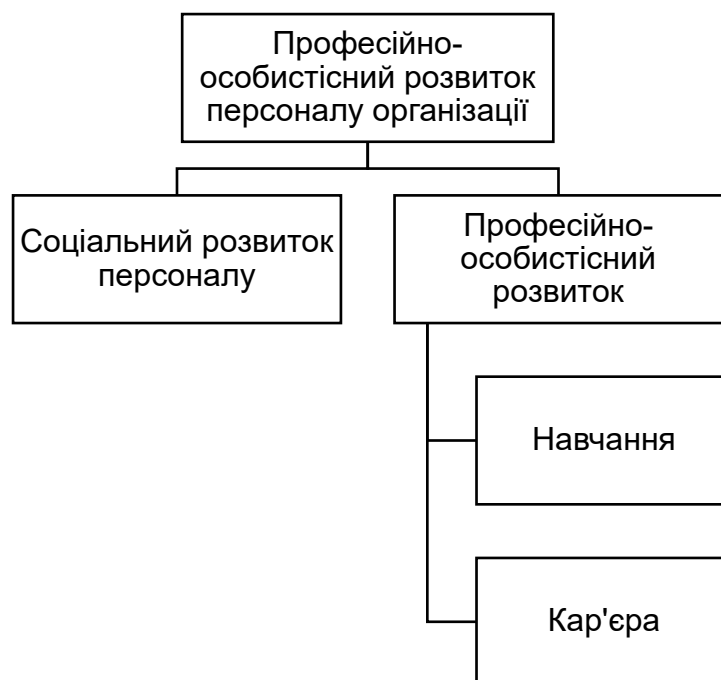 Професійно-
особистісний розвиток
персоналу організації
Соціальний розвиток
персоналу
Професійно-
особистісний
розвиток
Навчання
Кар'єра